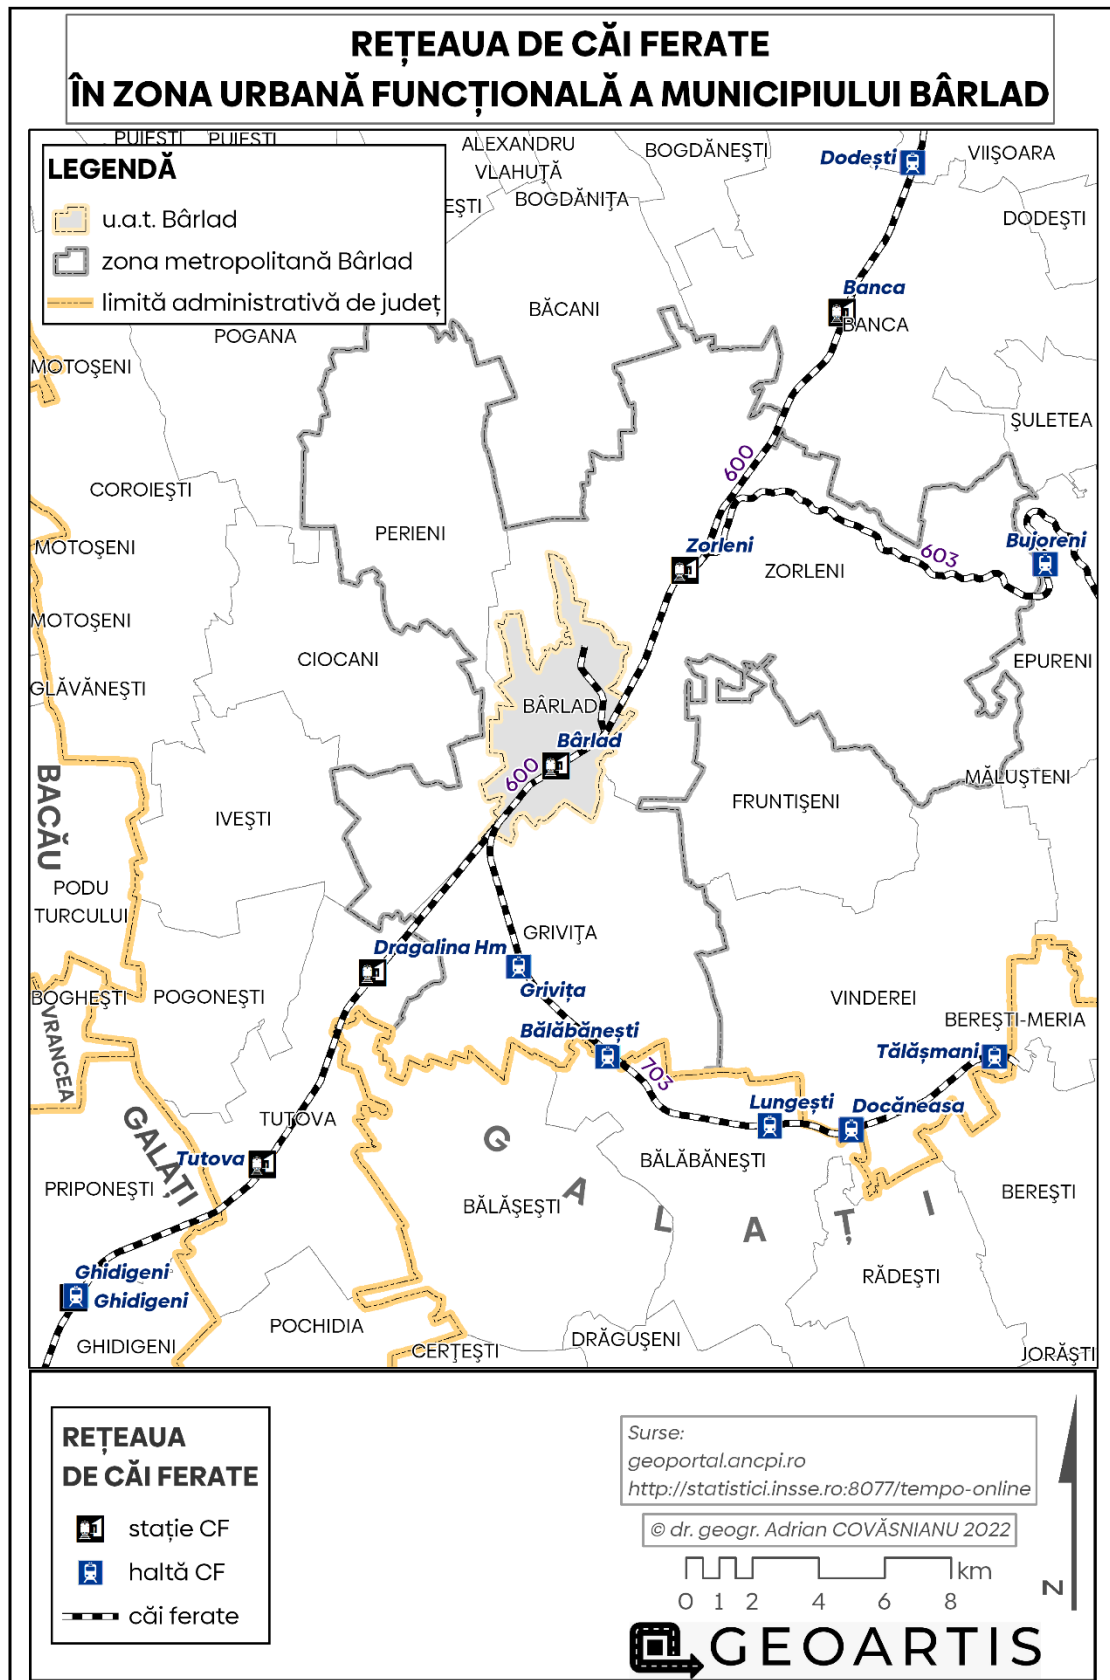 REȚEAUA DE CĂI FERATE
ÎN ZONA URBANĂ FUNCȚIONALĂ A MUNICIPIULUI BÂRLAD
PUIEȘTI
PUIEȘTI
ALEXANDRU
VLAHUȚĂ
BOGDĂNEȘTI
Dodești
VIIȘOARA
LEGENDĂ
u.a.t. Bârlad
zona metropolitană Bârlad
limită administrativă de județ
EȘTI
BOGDĂNIȚA
DODEȘTI
Banca
BANCA
BĂCANI
POGANA
MOTOȘENI
ȘULETEA
600
COROIEȘTI
PERIENI
MOTOȘENI
Zorleni
ZORLENI
603
Bujoreni
MOTOȘENI
CIOCANI
EPURENI
GLĂVĂNEȘTI
BÂRLAD
Bârlad
600
BACĂU
MĂLUȘTENI
FRUNTIȘENI
IVEȘTI
PODU
TURCULUI
GRIVIȚA
Dragalina Hm
Grivița
BOGHEȘTI
POGONEȘTI
VINDEREI
BEREȘTI-MERIA
VRANCEA
Bălăbănești
Tălășmani
703
GALAȚI
TUTOVA
Lungești
Docăneasa
Tutova
GALAȚI
BĂLĂBĂNEȘTI
PRIPONEȘTI
BĂLĂȘEȘTI
BEREȘTI
Ghidigeni
Ghidigeni
RĂDEȘTI
POCHIDIA
GHIDIGENI
CERȚEȘTI
DRĂGUȘENI
JORĂȘTI
REȚEAUA
DE CĂI FERATE
stație CF
haltă CF
căi ferate
Surse:
geoportal.ancpi.ro
http://statistici.insse.ro:8077/tempo-online
© dr. geogr. Adrian COVĂSNIANU 2022
km
0 1 2 4 6 8
N
GEOARTIS